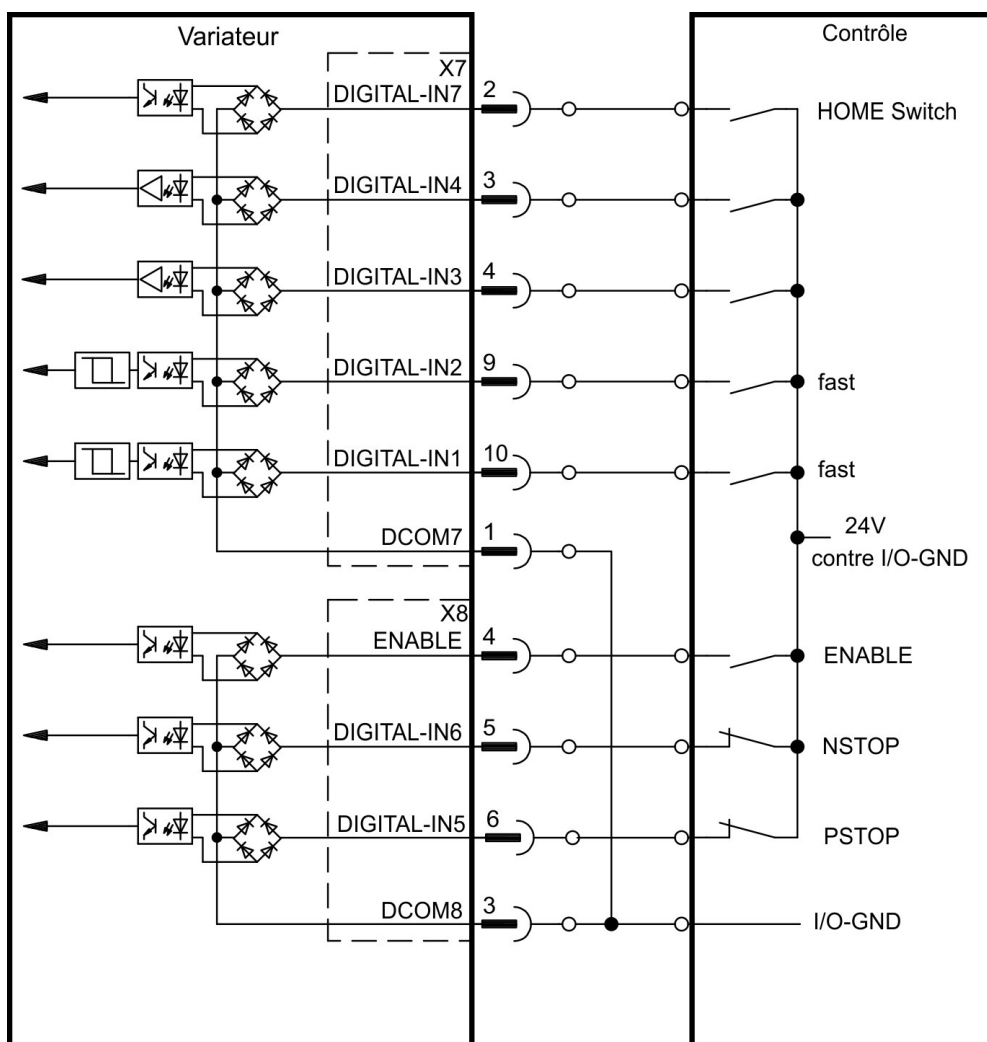 Variateur
Contrôle
X7
DIGITAL-IN7 2
HOME Switch
DIGITAL-IN4 3
DIGITAL-IN3 4
DIGITAL-IN2 9
fast
DIGITAL-IN1 10
fast
DCOM7 1
24V
contre I/O-GND
X8
ENABLE 4
ENABLE
DIGITAL-IN6 5
NSTOP
DIGITAL-IN5 6
PSTOP
DCOM8 3
I/O-GND